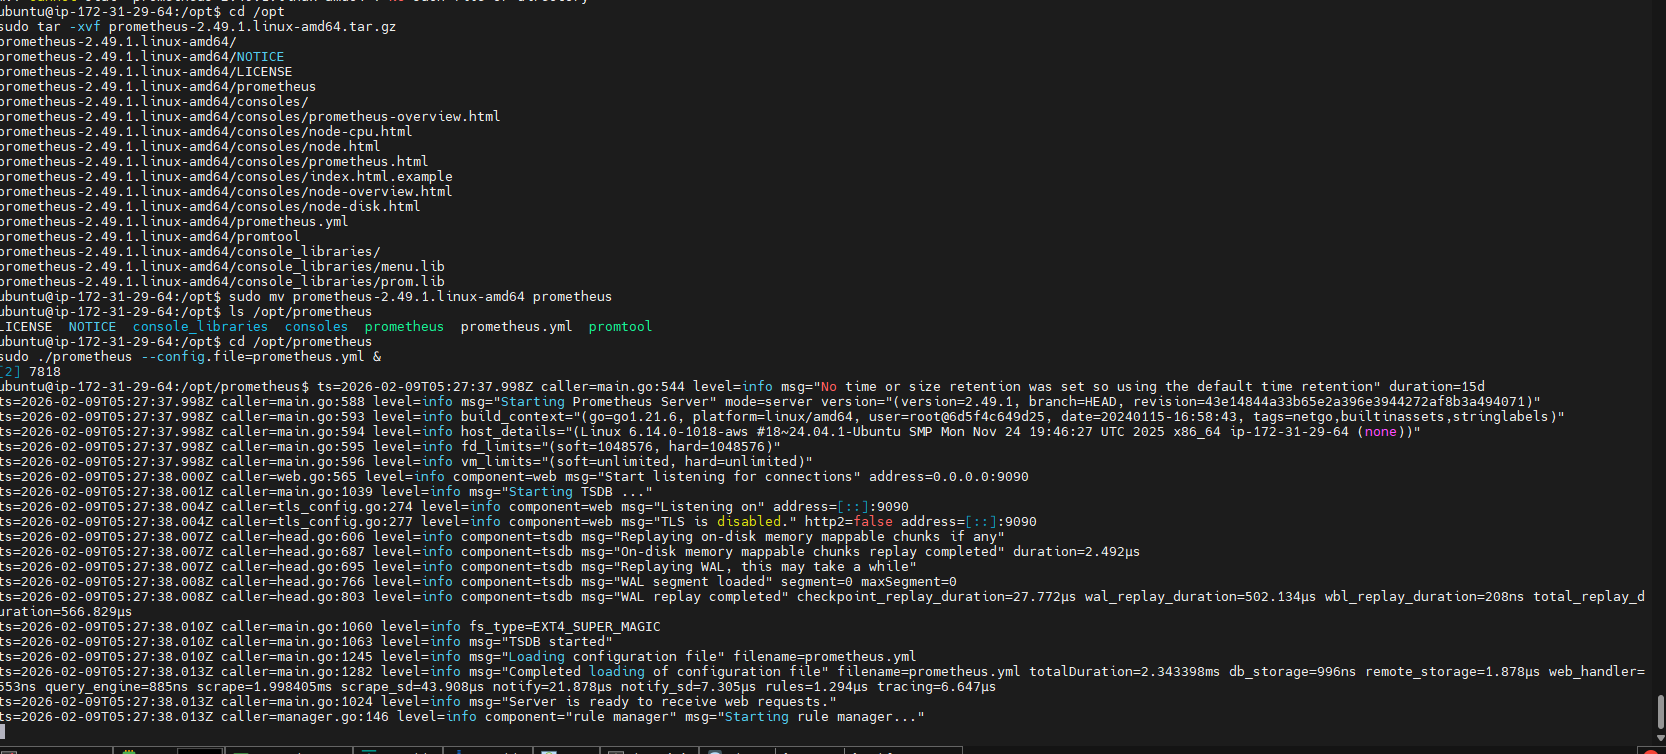 ubuntu@ip-172-31-29-64:/opt$ cd /opt
sudo tar -xvf prometheus-2.49.1.linux-amd64.tar.gz
prometheus-2.49.1.linux-amd64/
prometheus-2.49.1.linux-amd64/NOTICE
prometheus-2.49.1.linux-amd64/LICENSE
prometheus-2.49.1.linux-amd64/prometheus
prometheus-2.49.1.linux-amd64/consoles/
prometheus-2.49.1.linux-amd64/consoles/prometheus-overview.html
prometheus-2.49.1.linux-amd64/consoles/node-cpu.html
prometheus-2.49.1.linux-amd64/consoles/node.html
prometheus-2.49.1.linux-amd64/consoles/prometheus.html
prometheus-2.49.1.linux-amd64/consoles/index.html.example
prometheus-2.49.1.linux-amd64/consoles/node-overview.html
prometheus-2.49.1.linux-amd64/consoles/node-disk.html
prometheus-2.49.1.linux-amd64/prometheus.yml
prometheus-2.49.1.linux-amd64/promtool
prometheus-2.49.1.linux-amd64/console_libraries/
prometheus-2.49.1.linux-amd64/console_libraries/menu.lib
prometheus-2.49.1.linux-amd64/console_libraries/prom.lib
ubuntu@ip-172-31-29-64:/opt$ sudo mv prometheus-2.49.1.linux-amd64 prometheus
ubuntu@ip-172-31-29-64:/opt$ ls /opt/prometheus
LICENSE  NOTICE  console_libraries  consoles  prometheus  prometheus.yml  promtool
ubuntu@ip-172-31-29-64:/opt$ cd /opt/prometheus
sudo ./prometheus --config.file=prometheus.yml &
[2] 7818
ubuntu@ip-172-31-29-64:/opt/prometheus$ ts=2026-02-09T05:27:37.998Z caller=main.go:544 level=info msg="No time or size retention was set so using the default time retention" duration=15d
ts=2026-02-09T05:27:37.998Z caller=main.go:588 level=info msg="Starting Prometheus Server" mode=server version="(version=2.49.1, branch=HEAD, revision=43e14844a33b65e2a396e3944272af8b3a494071)"
ts=2026-02-09T05:27:37.998Z caller=main.go:593 level=info build_context="(go=go1.21.6, platform=linux/amd64, user=root@6d5f4c649d25, date=20240115-16:58:43, tags=netgo,builtinassets,stringlabels)"
ts=2026-02-09T05:27:37.998Z caller=main.go:594 level=info host_details="(Linux 6.14.0-1018-aws #18~24.04.1-Ubuntu SMP Mon Nov 24 19:46:27 UTC 2025 x86_64 ip-172-31-29-64 (none))"
ts=2026-02-09T05:27:37.998Z caller=main.go:595 level=info fd_limits="(soft=1048576, hard=1048576)"
ts=2026-02-09T05:27:37.998Z caller=main.go:596 level=info vm_limits="(soft=unlimited, hard=unlimited)"
ts=2026-02-09T05:27:38.000Z caller=web.go:565 level=info component=web msg="Start listening for connections" address=0.0.0.0:9090
ts=2026-02-09T05:27:38.001Z caller=main.go:1039 level=info msg="Starting TSDB ..."
ts=2026-02-09T05:27:38.004Z caller=tls_config.go:274 level=info component=web msg="Listening on" address=[::]:9090
ts=2026-02-09T05:27:38.004Z caller=tls_config.go:277 level=info component=web msg="TLS is disabled." http2=false address=[::]:9090
ts=2026-02-09T05:27:38.007Z caller=head.go:606 level=info component=tsdb msg="Replaying on-disk memory mappable chunks if any"
ts=2026-02-09T05:27:38.007Z caller=head.go:687 level=info component=tsdb msg="On-disk memory mappable chunks replay completed" duration=2.492µs
ts=2026-02-09T05:27:38.007Z caller=head.go:695 level=info component=tsdb msg="Replaying WAL, this may take a while"
ts=2026-02-09T05:27:38.008Z caller=head.go:766 level=info component=tsdb msg="WAL segment loaded" segment=0 maxSegment=0
ts=2026-02-09T05:27:38.008Z caller=head.go:803 level=info component=tsdb msg="WAL replay completed" checkpoint_replay_duration=27.772µs wal_replay_duration=502.134µs wbl_replay_duration=208ns total_replay_d
uration=566.829µs
ts=2026-02-09T05:27:38.010Z caller=main.go:1060 level=info fs_type=EXT4_SUPER_MAGIC
ts=2026-02-09T05:27:38.010Z caller=main.go:1063 level=info msg="TSDB started"
ts=2026-02-09T05:27:38.010Z caller=main.go:1245 level=info msg="Loading configuration file" filename=prometheus.yml
ts=2026-02-09T05:27:38.013Z caller=main.go:1282 level=info msg="Completed loading of configuration file" filename=prometheus.yml totalDuration=2.343398ms db_storage=996ns remote_storage=1.878µs web_handler=
553ns query_engine=885ns scrape=1.998405ms scrape_sd=43.908µs notify=21.878µs notify_sd=7.305µs rules=1.294µs tracing=6.647µs
ts=2026-02-09T05:27:38.013Z caller=main.go:1024 level=info msg="Server is ready to receive web requests."
ts=2026-02-09T05:27:38.013Z caller=manager.go:146 level=info component="rule manager" msg="Starting rule manager..."